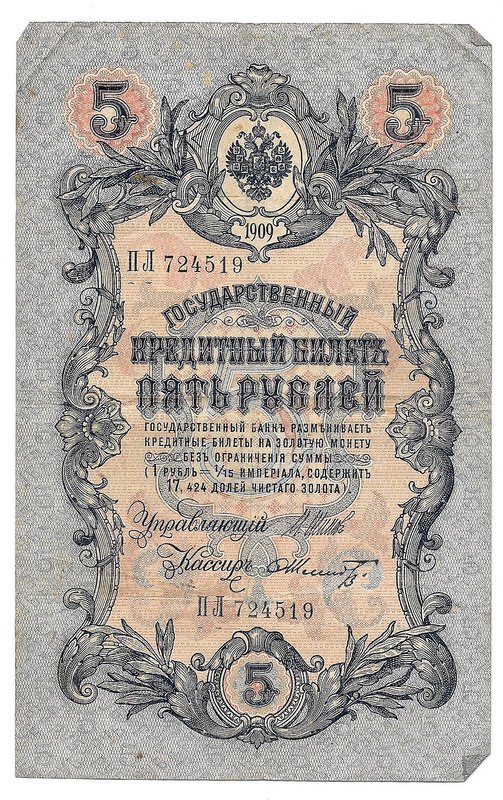 5 5
1909
ПЛ 724519
ГОСУДАРСТВЕННЫЙ
КРЕДИТНЫЙ БИЛЕТЪ
ПЯТЬ РУБЛЕЙ
ГОСУДАРСТВЕННЫЙ БАНКЪ РАЗМѢНИВАЕТЪ
КРЕДИТНЫЕ БИЛЕТЫ НА ЗОЛОТУЮ МОНЕТУ
БЕЗЪ ОГРАНИЧЕНІЯ СУММЫ
(1 РУБЛЬ = 1/15 ИМПЕРІАЛА, СОДЕРЖИТЪ
17,424 ДОЛЕЙ ЧИСТАГО ЗОЛОТА).
Управляющій
Кассиръ
ПЛ 724519
5